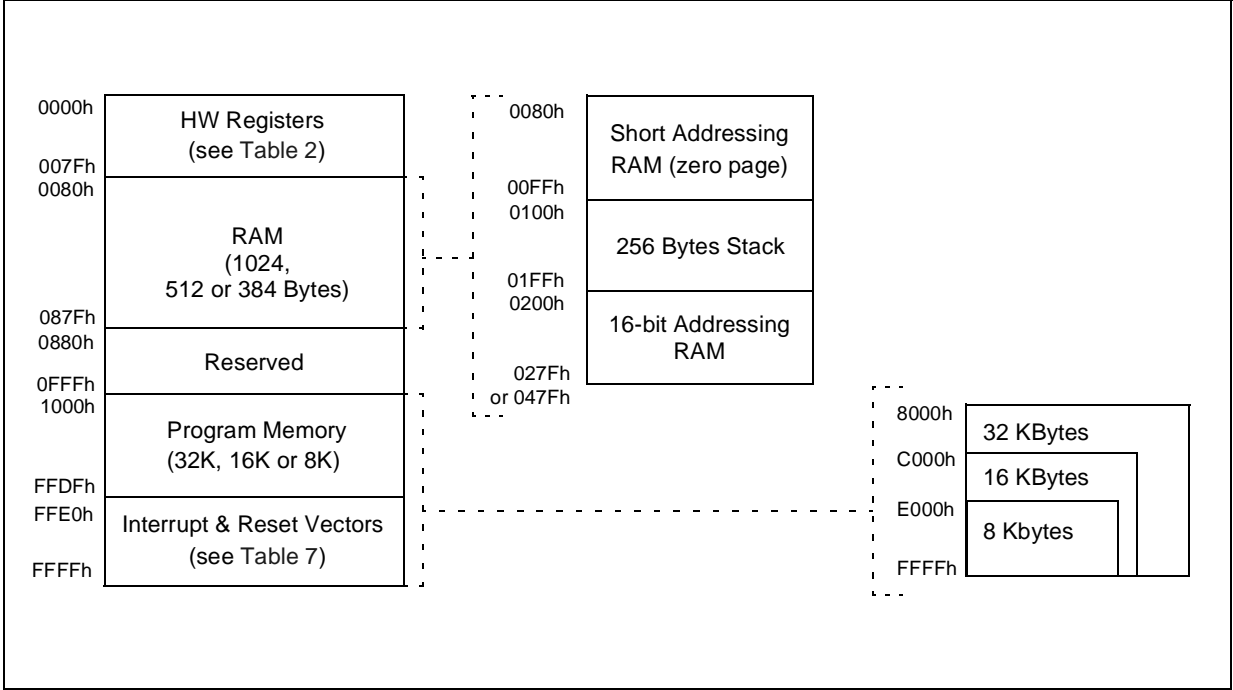 0000h
HW Registers
(see Table 2)
007Fh
0080h
RAM
(1024,
512 or 384 Bytes)
087Fh
0880h
Reserved
0FFFh
1000h
Program Memory
(32K, 16K or 8K)
FFDFh
FFE0h
Interrupt & Reset Vectors
(see Table 7)
FFFFh
0080h
Short Addressing
RAM (zero page)
00FFh
0100h
256 Bytes Stack
01FFh
0200h
16-bit Addressing
RAM
027Fh
or 047Fh
8000h
32 KBytes
C000h
16 KBytes
E000h
8 Kbytes
FFFFh